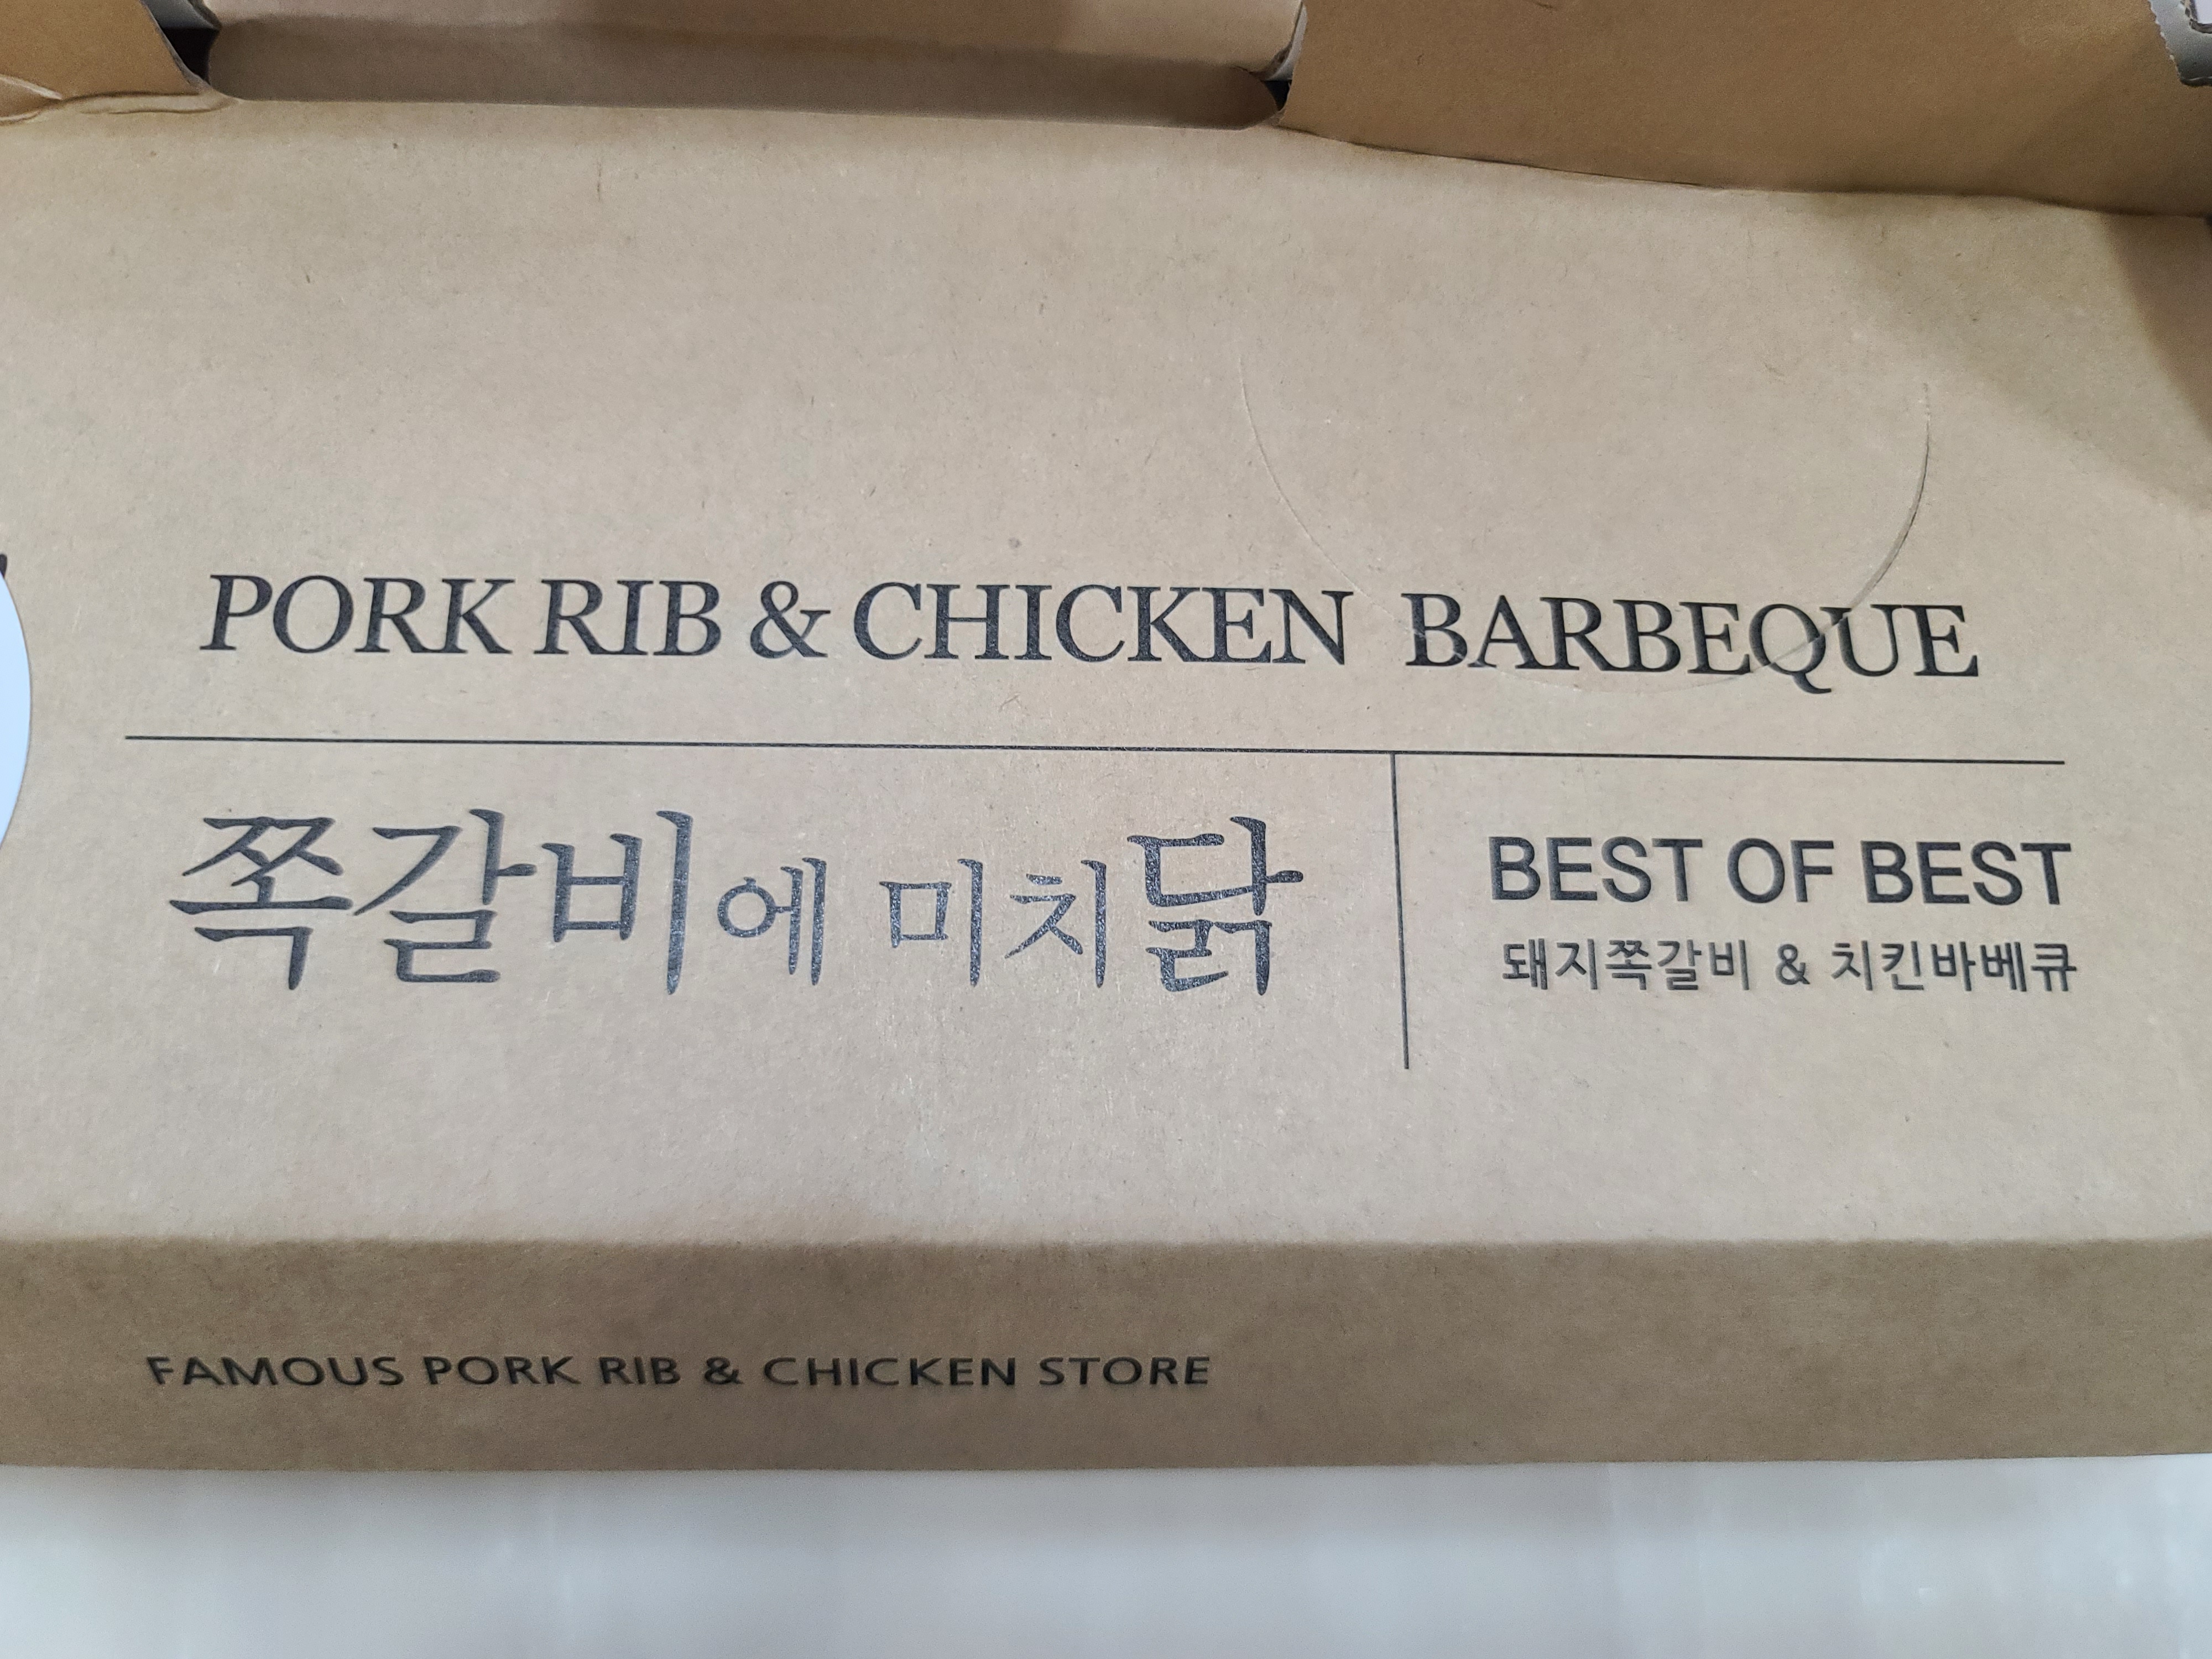 PORK RIB & CHICKEN BARBEQUE
쪽갈비에 미치닭
BEST OF BEST
돼지쪽갈비 & 치킨바베큐
FAMOUS PORK RIB & CHICKEN STORE